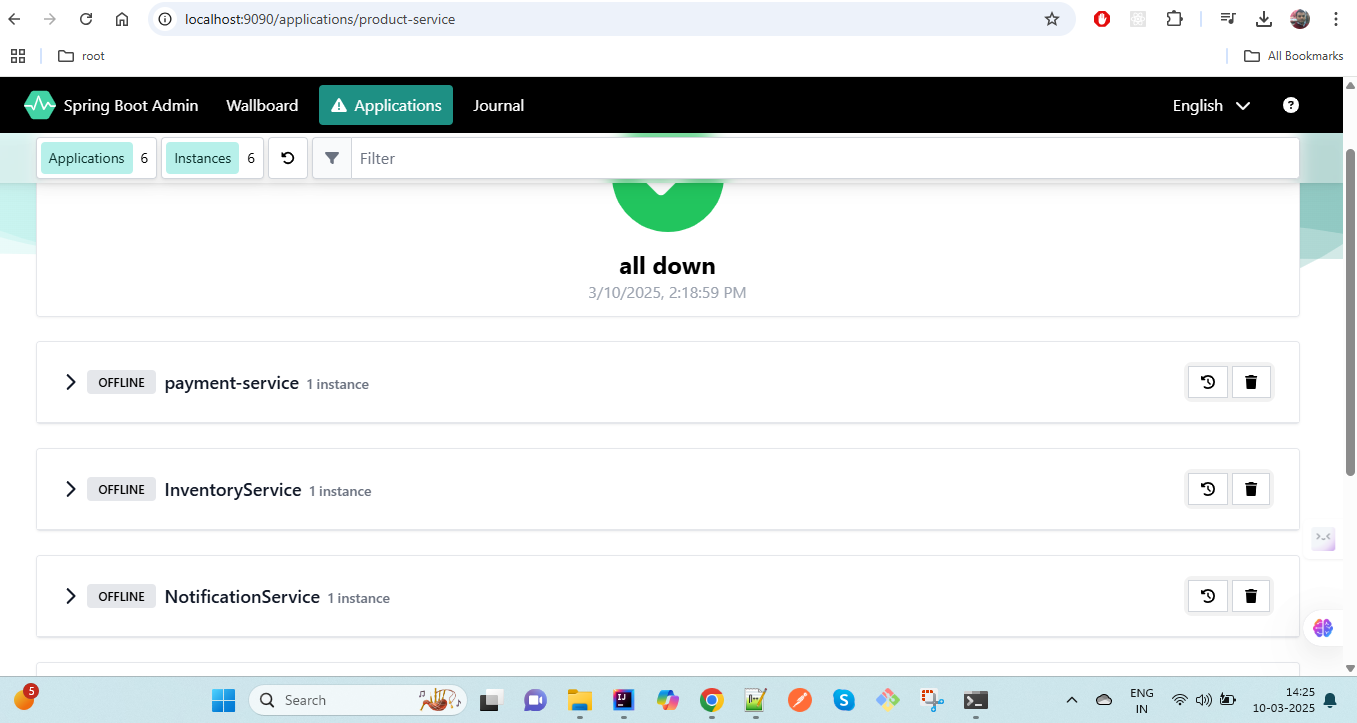 localhost:9090/applications/product-service
root
All Bookmarks
Spring Boot Admin Wallboard Applications Journal English
Applications 6 Instances 6 Filter
all down
3/10/2025, 2:18:59 PM
OFFLINE payment-service 1 instance
OFFLINE InventoryService 1 instance
OFFLINE NotificationService 1 instance
5
Search
ENG
IN
14:25
10-03-2025